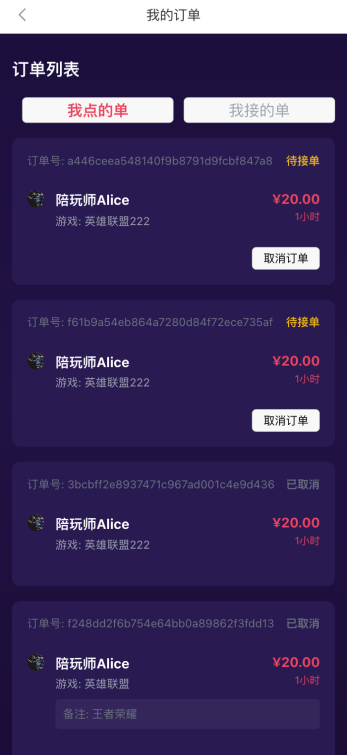 我的订单
订单列表
我点的单
我接的单
订单号: a446ceea548140f9b8791d9fcbf847a8 待接单
陪玩师Alice ¥20.00
游戏: 英雄联盟222 1小时
取消订单
订单号: f61b9a54eb864a7280d84f72ece735af 待接单
陪玩师Alice ¥20.00
游戏: 英雄联盟222 1小时
取消订单
订单号: 3bcbff2e8937471c967ad001c4e9d436 已取消
陪玩师Alice ¥20.00
游戏: 英雄联盟222 1小时
订单号: f248dd2f6b754e64bb0a89862f3fdd13 已取消
陪玩师Alice ¥20.00
游戏: 英雄联盟 1小时
备注: 王者荣耀